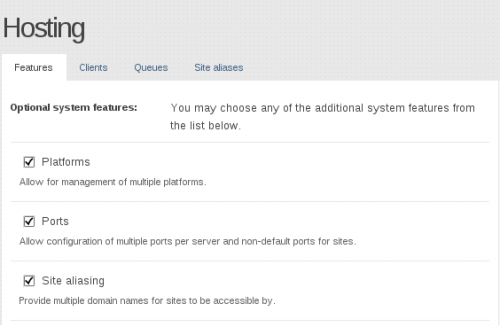 Hosting
Features Clients Queues Site aliases
Optional system features: You may choose any of the additional system features from
the list below.
Platforms
Allow for management of multiple platforms.
Ports
Allow configuration of multiple ports per server and non-default ports for sites.
Site aliasing
Provide multiple domain names for sites to be accessible by.